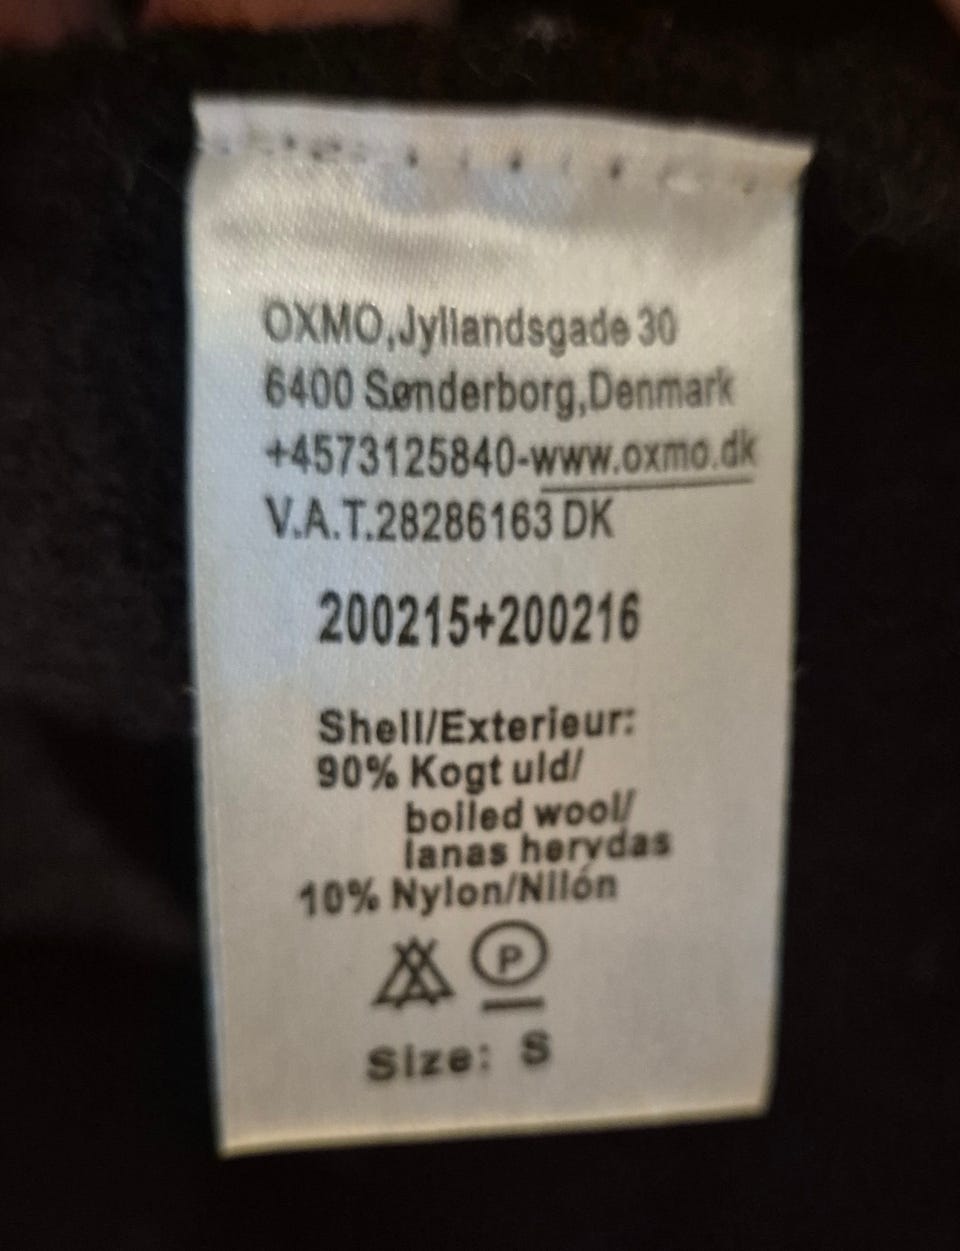 OXMO,Jyllandsgade 30
6400 Sønderborg,Denmark
+4573125840-www.oxmo.dk
V.A.T.28286163 DK
200215+200216
Shell/Exterieur:
90% Kogt uld/
boiled wool/
lanas hervdas
10% Nylon/Nilón
P
Size: S